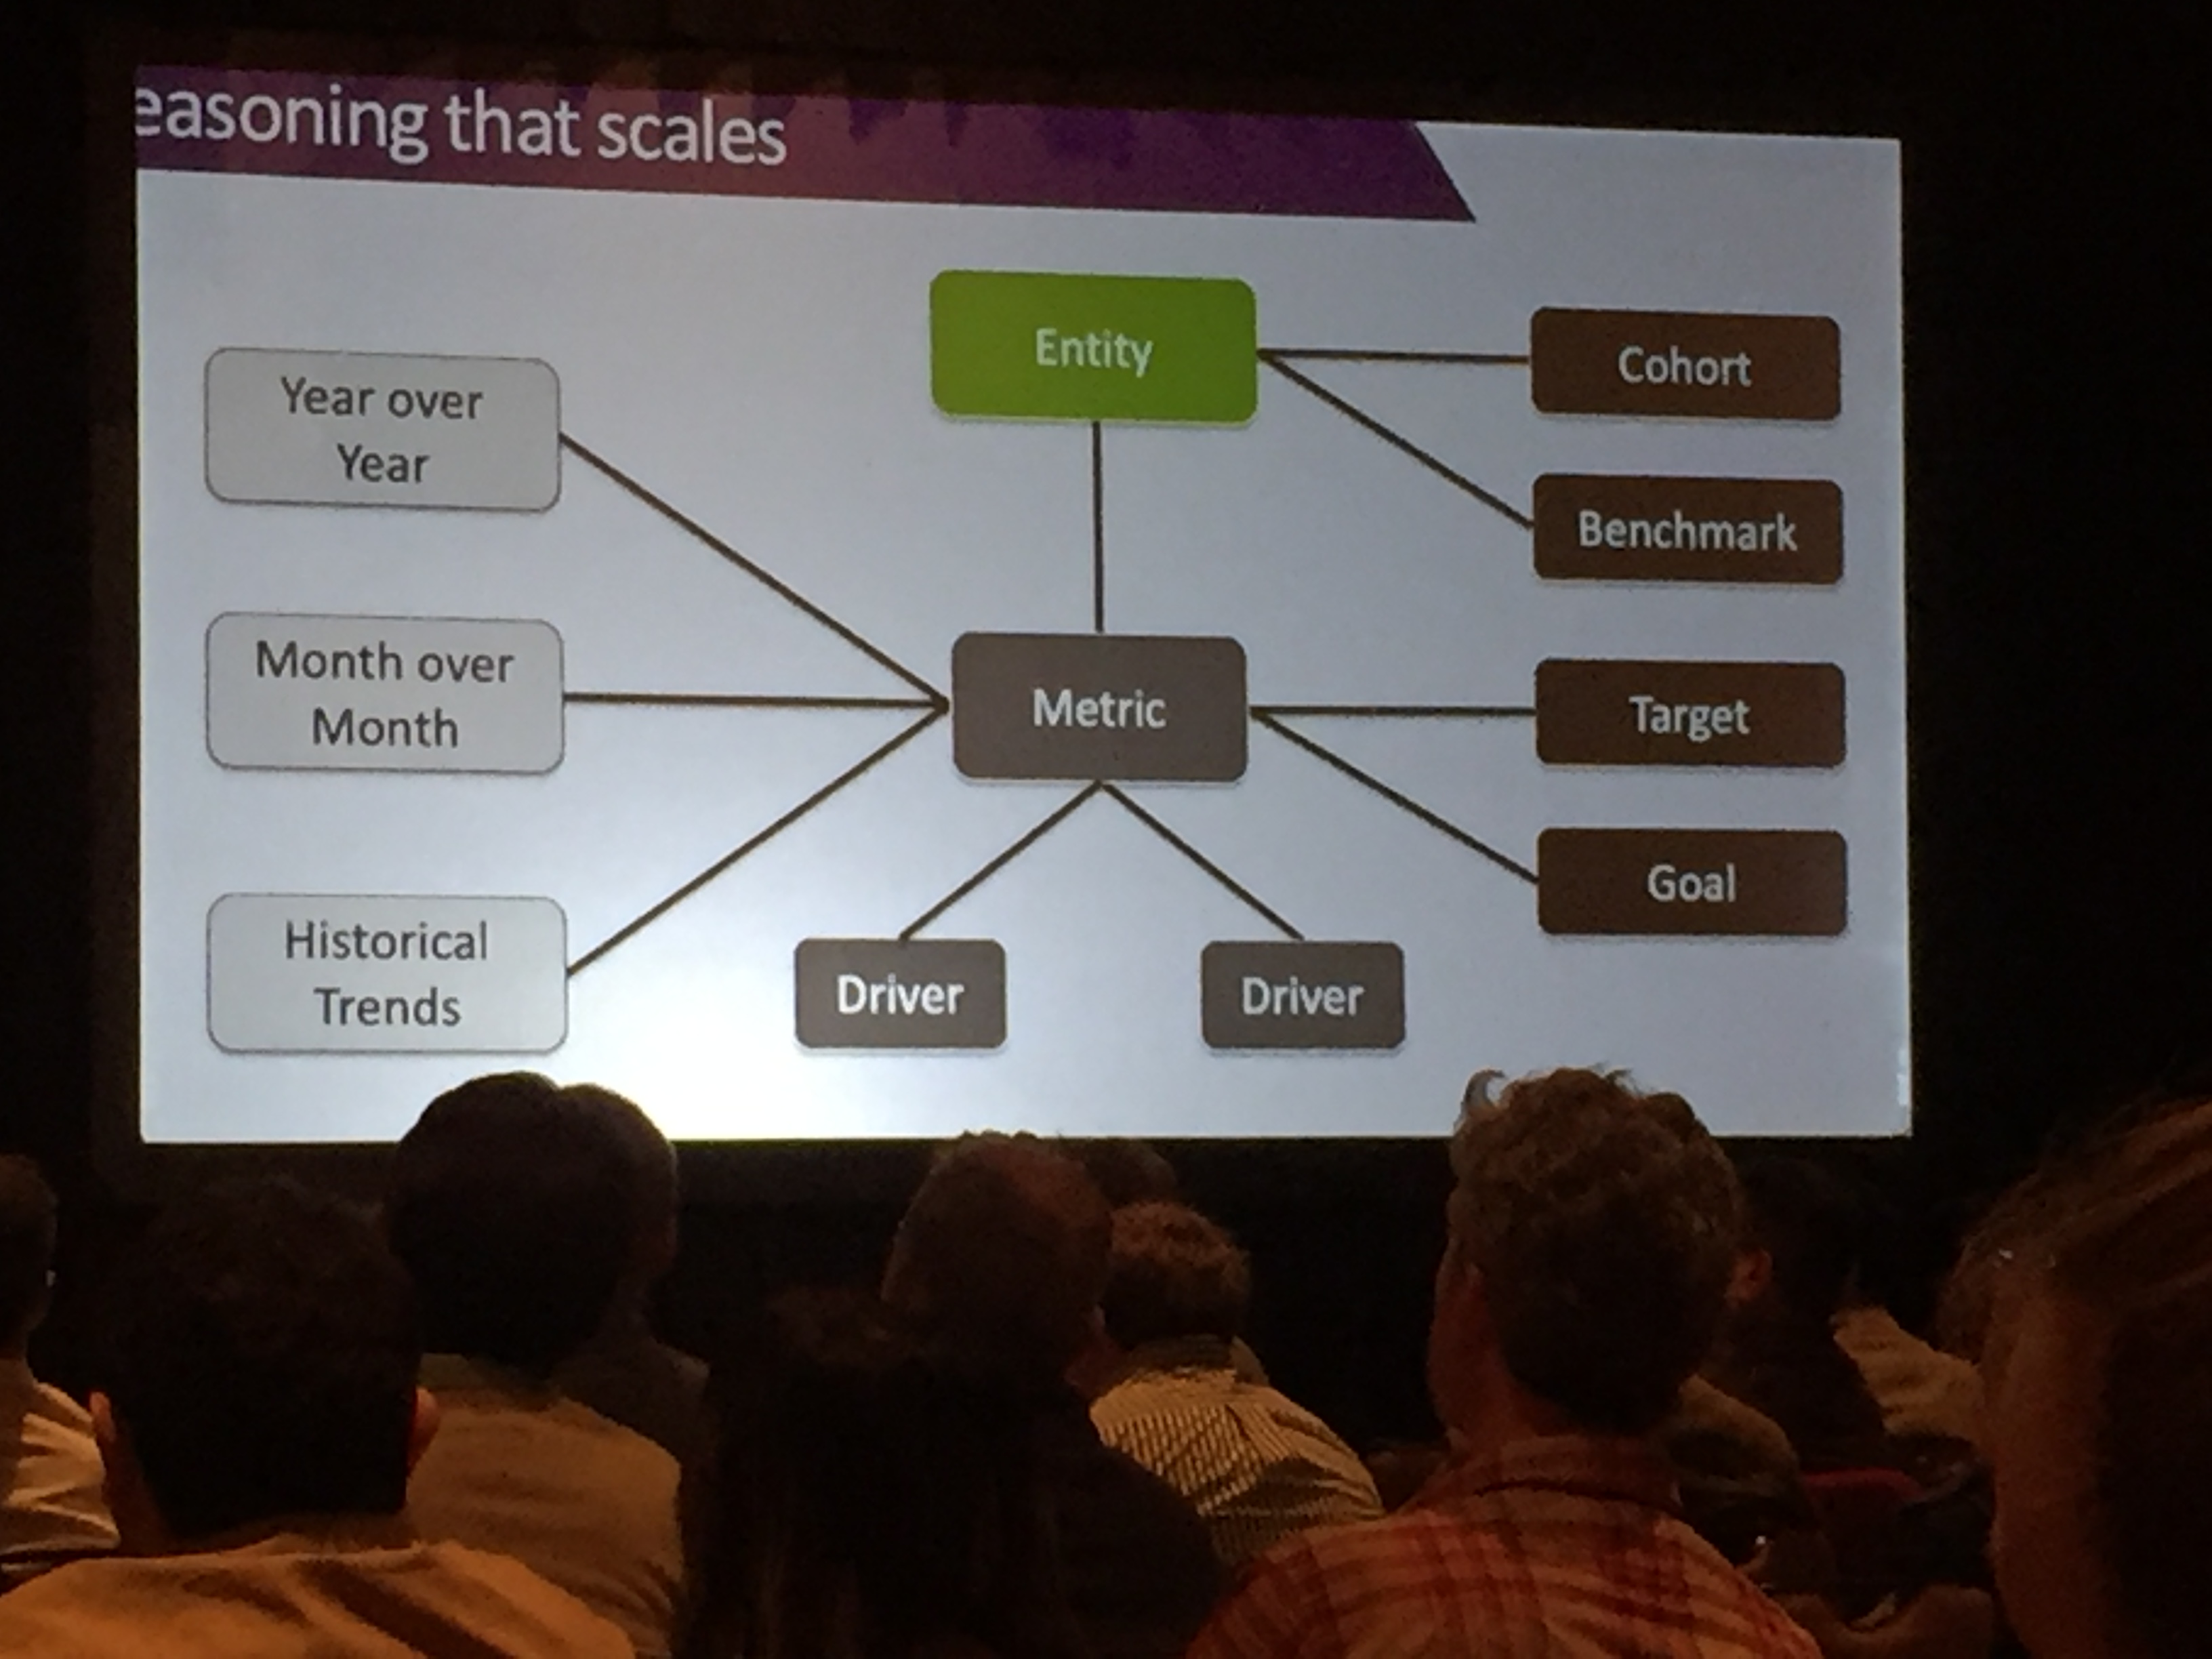 easoning that scales
Entity
Cohort
Year over
Year
Benchmark
Month over
Month
Metric
Target
Goal
Historical
Trends
Driver
Driver